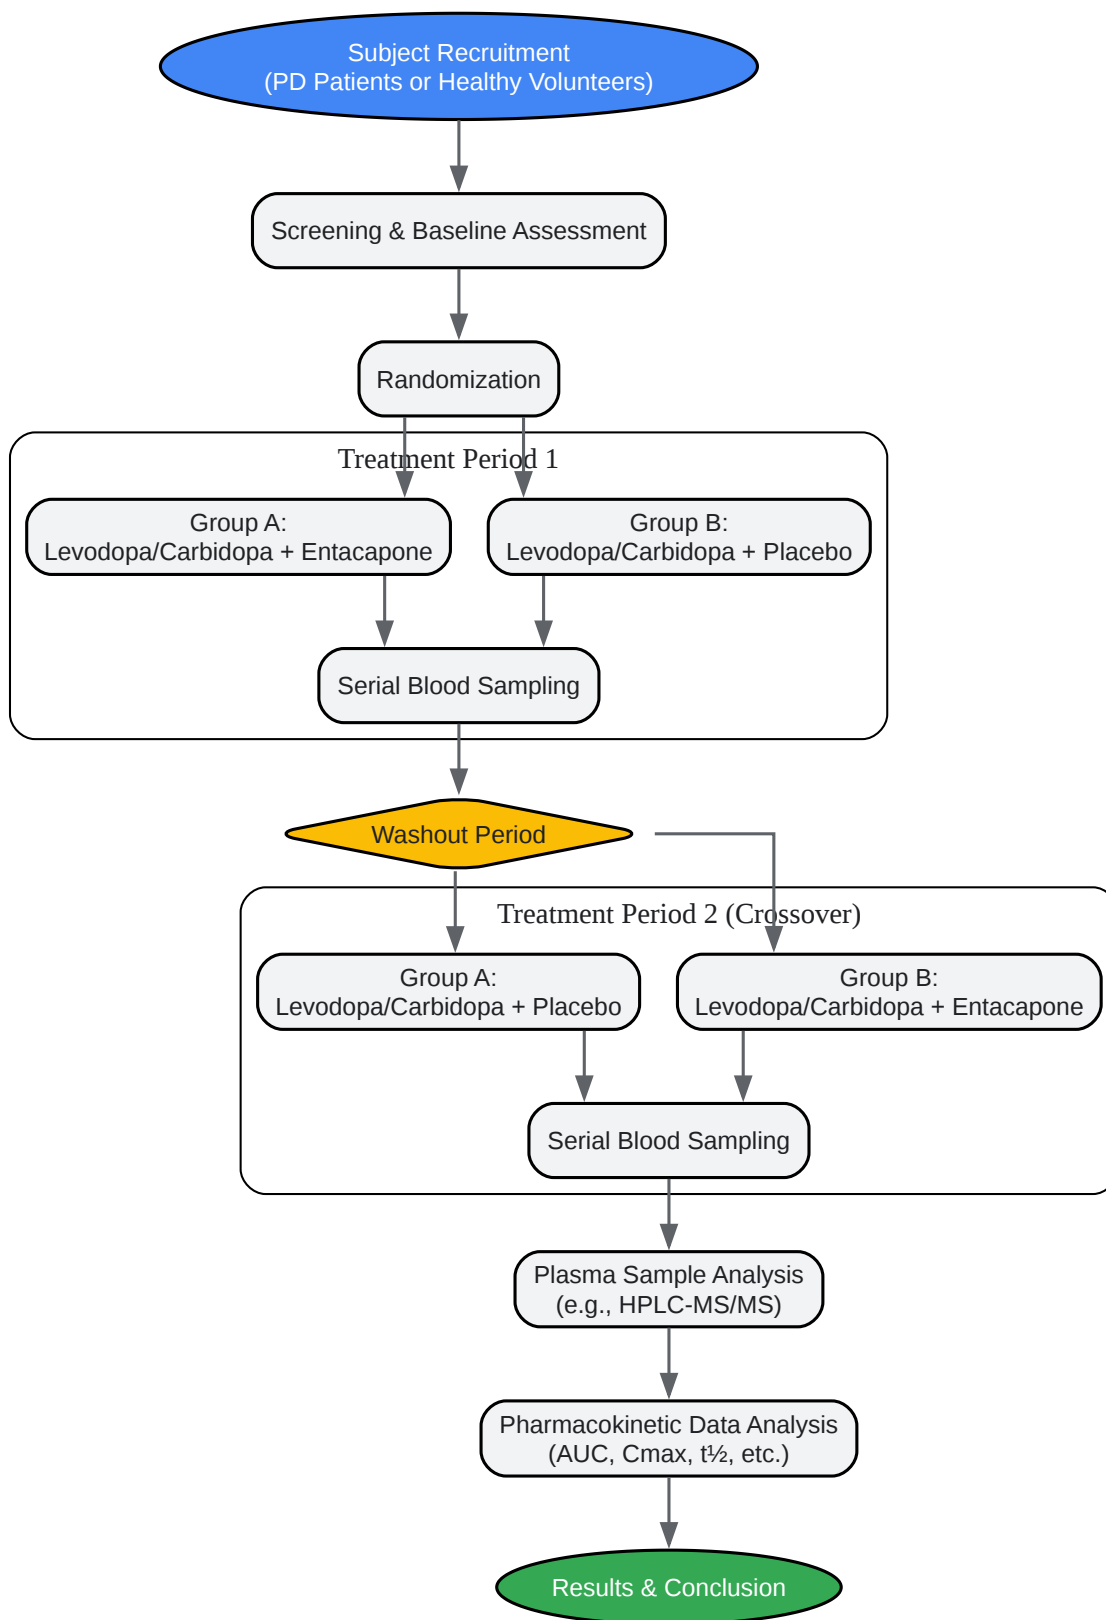 Subject Recruitment
(PD Patients or Healthy Volunteers)
Screening & Baseline Assessment
Randomization
Treatment Period 1
Group A:
Levodopa/Carbidopa + Entacapone
Group B:
Levodopa/Carbidopa + Placebo
Serial Blood Sampling
Washout Period
Treatment Period 2 (Crossover)
Group A:
Levodopa/Carbidopa + Placebo
Group B:
Levodopa/Carbidopa + Entacapone
Serial Blood Sampling
Plasma Sample Analysis
(e.g., HPLC-MS/MS)
Pharmacokinetic Data Analysis
(AUC, Cmax, t½, etc.)
Results & Conclusion